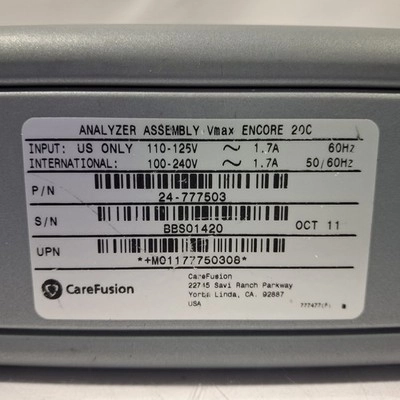 ANALYZER ASSEMBLY Vmax ENCORE 20C
INPUT: US ONLY 110-125V ~ 1.7A 60Hz
INTERNATIONAL: 100-240V ~ 1.7A 50/60Hz
P/N
24-777503
S/N
BBS01420 OCT 11
UPN
*+M01177750308*
CareFusion
CareFusion
22745 Savi Ranch Parkway
Yorba Linda, CA. 92887
USA